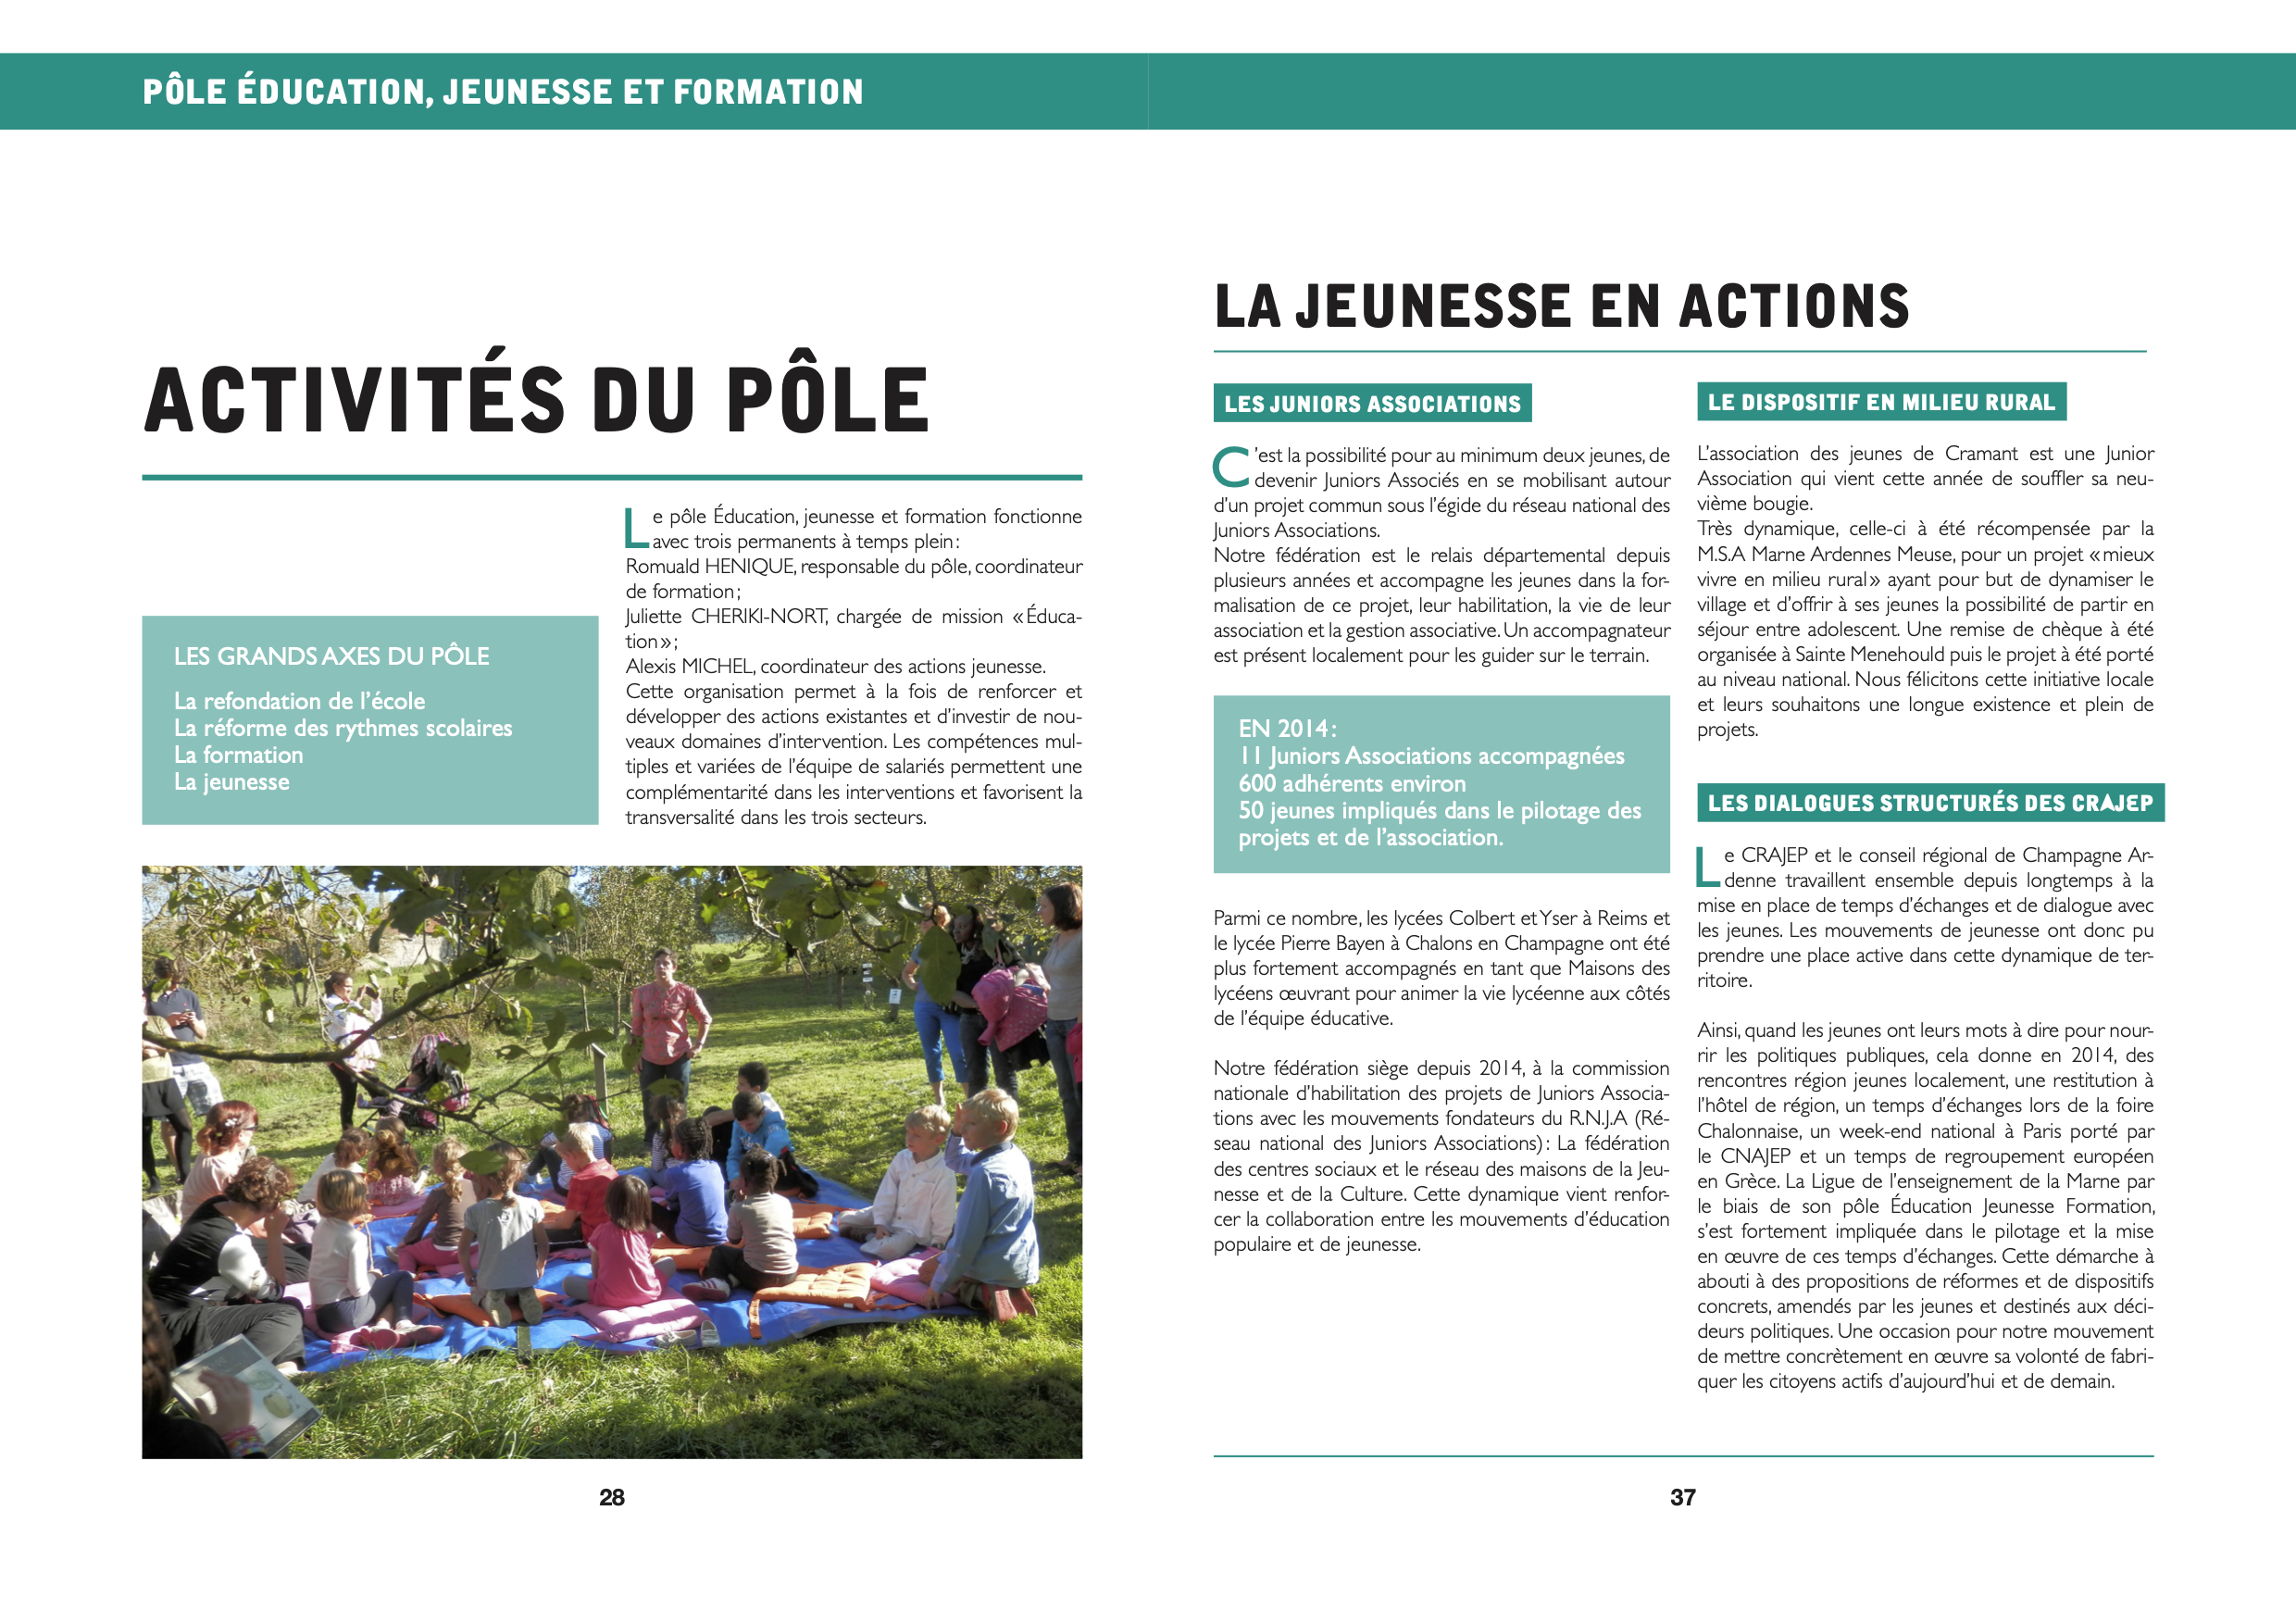 PÔLE ÉDUCATION, JEUNESSE ET FORMATION
ACTIVITÉS DU PÔLE
LES GRANDS AXES DU PÔLE
La refondation de l'école
La réforme des rythmes scolaires
La formation
La jeunesse
Le pôle Éducation, jeunesse et formation fonctionne
avec trois permanents à temps plein :
Romuald HENIQUE, responsable du pôle, coordinateur
de formation ;
Juliette CHERIKI-NORT, chargée de mission « Éduca-
tion » ;
Alexis MICHEL, coordinateur des actions jeunesse.
Cette organisation permet à la fois de renforcer et
développer des actions existantes et d'investir de nou-
veaux domaines d'intervention. Les compétences mul-
tiples et variées de l'équipe de salariés permettent une
complémentarité dans les interventions et favorisent la
transversalité dans les trois secteurs.
28
LA JEUNESSE EN ACTIONS
LES JUNIORS ASSOCIATIONS
C'est la possibilité pour au minimum deux jeunes, de
devenir Juniors Associés en se mobilisant autour
d'un projet commun sous l'égide du réseau national des
Juniors Associations.
Notre fédération est le relais départemental depuis
plusieurs années et accompagne les jeunes dans la for-
malisation de ce projet, leur habilitation, la vie de leur
association et la gestion associative. Un accompagnateur
est présent localement pour les guider sur le terrain.
EN 2014 :
11 Juniors Associations accompagnées
600 adhérents environ
50 jeunes impliqués dans le pilotage des
projets et de l'association.
Parmi ce nombre, les lycées Colbert et Yser à Reims et
le lycée Pierre Bayen à Chalons en Champagne ont été
plus fortement accompagnés en tant que Maisons des
lycéens œuvrant pour animer la vie lycéenne aux côtés
de l'équipe éducative.
Notre fédération siège depuis 2014, à la commission
nationale d'habilitation des projets de Juniors Associa-
tions avec les mouvements fondateurs du R.N.J.A (Ré-
seau national des Juniors Associations) : La fédération
des centres sociaux et le réseau des maisons de la Jeu-
nesse et de la Culture. Cette dynamique vient renfor-
cer la collaboration entre les mouvements d'éducation
populaire et de jeunesse.
LE DISPOSITIF EN MILIEU RURAL
L'association des jeunes de Cramant est une Junior
Association qui vient cette année de souffler sa neu-
vième bougie.
Très dynamique, celle-ci à été récompensée par la
M.S.A Marne Ardennes Meuse, pour un projet « mieux
vivre en milieu rural » ayant pour but de dynamiser le
village et d'offrir à ses jeunes la possibilité de partir en
séjour entre adolescent. Une remise de chèque à été
organisée à Sainte Menehould puis le projet à été porté
au niveau national. Nous félicitons cette initiative locale
et leurs souhaitons une longue existence et plein de
projets.
LES DIALOGUES STRUCTURÉS DES CRAJEP
Le CRAJEP et le conseil régional de Champagne Ar-
denne travaillent ensemble depuis longtemps à la
mise en place de temps d'échanges et de dialogue avec
les jeunes. Les mouvements de jeunesse ont donc pu
prendre une place active dans cette dynamique de ter-
ritoire.
Ainsi, quand les jeunes ont leurs mots à dire pour nour-
rir les politiques publiques, cela donne en 2014, des
rencontres région jeunes localement, une restitution à
l'hôtel de région, un temps d'échanges lors de la foire
Chalonnaise, un week-end national à Paris porté par
le CNAJEP et un temps de regroupement européen
en Grèce. La Ligue de l'enseignement de la Marne par
le biais de son pôle Éducation Jeunesse Formation,
s'est fortement impliquée dans le pilotage et la mise
en œuvre de ces temps d'échanges. Cette démarche à
abouti à des propositions de réformes et de dispositifs
concrets, amendés par les jeunes et destinés aux déci-
deurs politiques. Une occasion pour notre mouvement
de mettre concrètement en œuvre sa volonté de fabri-
quer les citoyens actifs d'aujourd'hui et de demain.
37